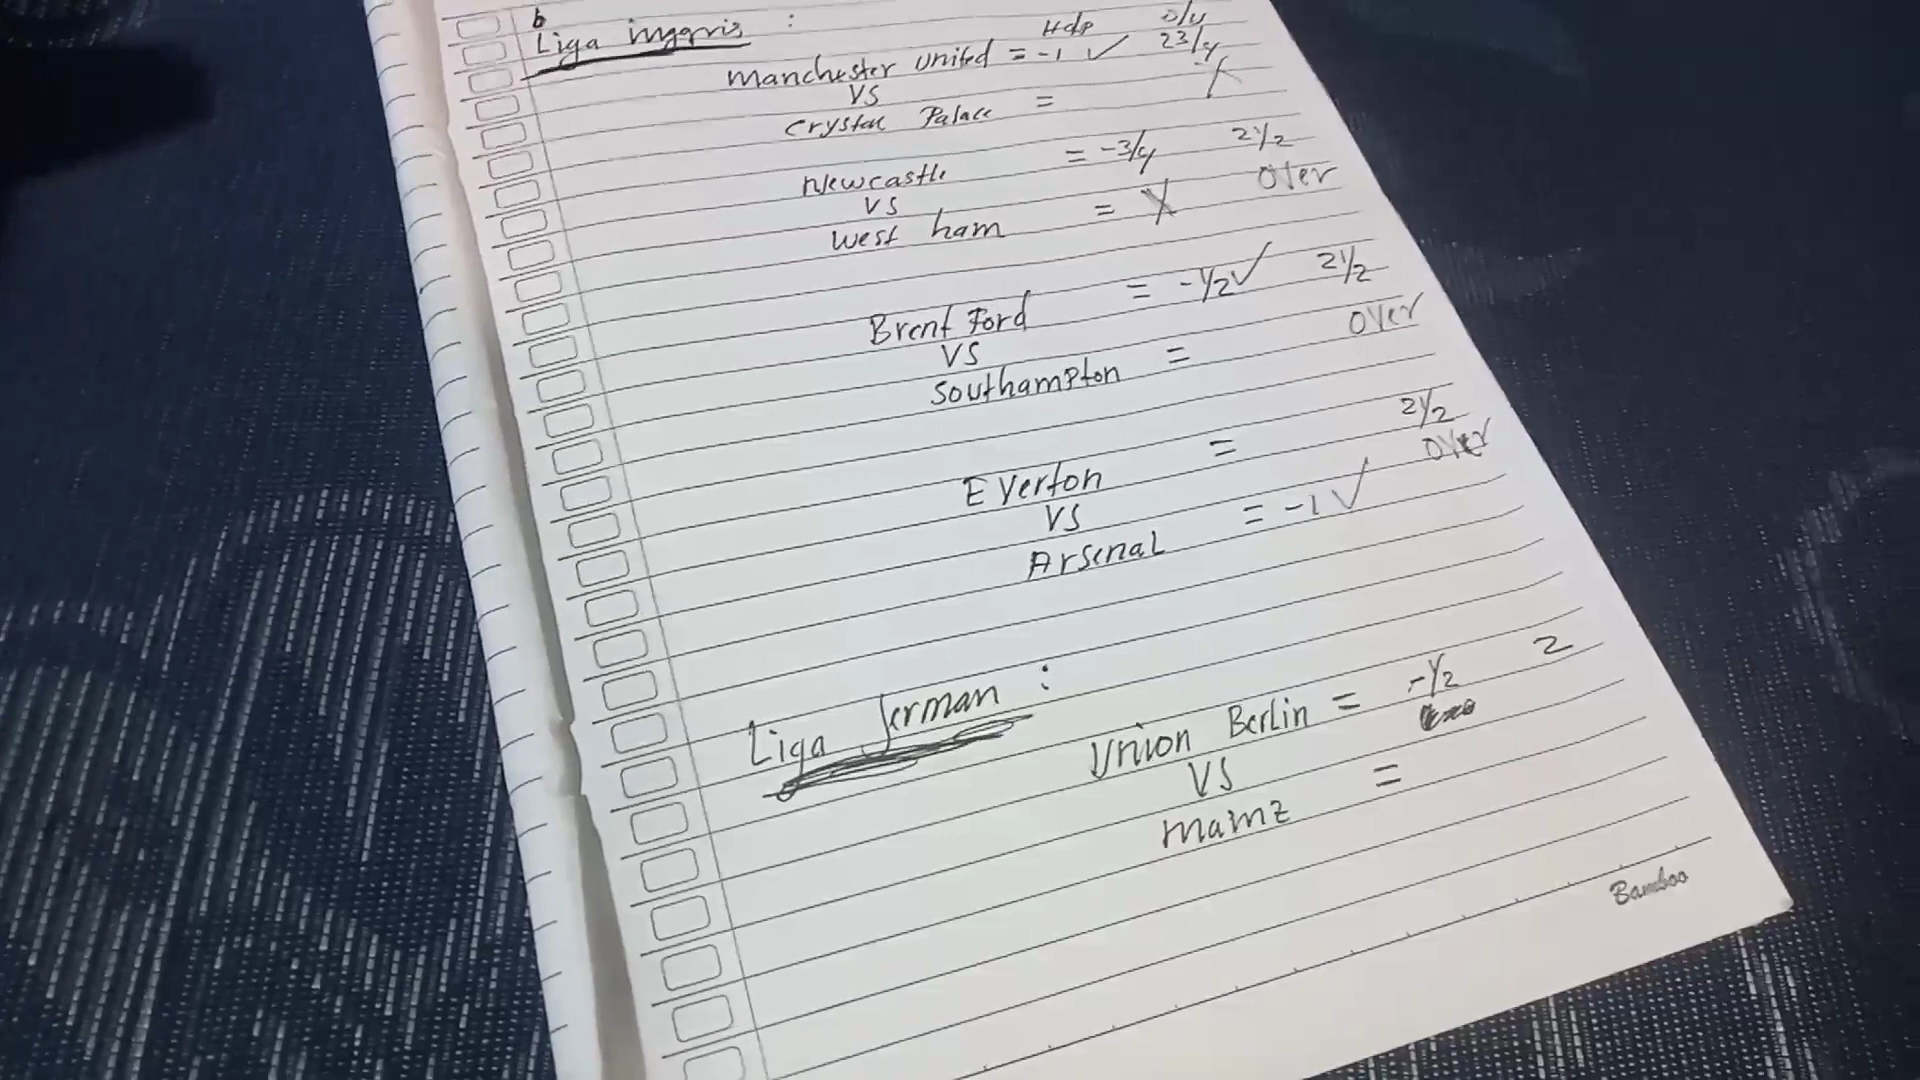 b
Liga inggris :
Hdp O/U
Manchester United = -1 ✓ 2 3/4
VS X
Crystal Palace =
Newcastle = -3/4 2 1/2
VS Over
West ham = X
Brent Ford = -1/2 ✓ 2 1/2
VS Over
Southampton =
Everton = 2 1/2
VS Over
Arsenal = -1 ✓
Liga Jerman :
Union Berlin = -1/2 2
VS
mainz =
Bamboo